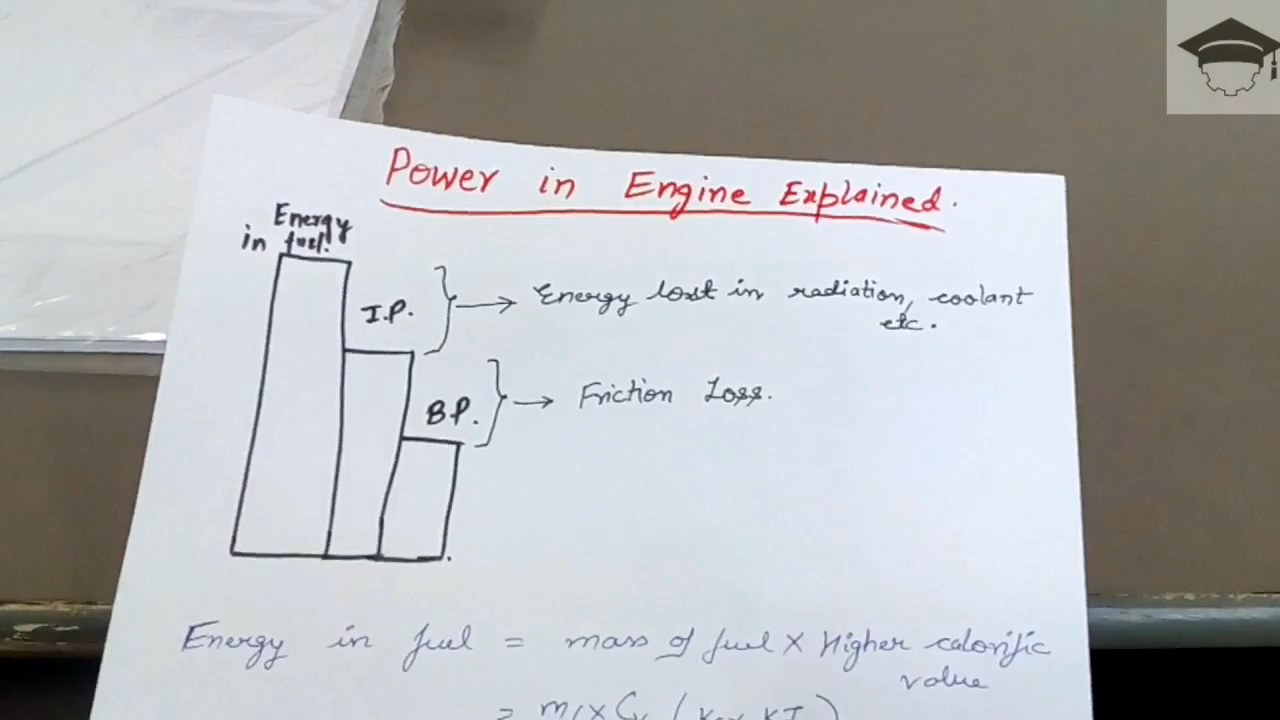 Power in Engine Explained.
Energy
in fuel.
I.P.
Energy lost in radiation, coolant
etc.
B.P.
Friction Loss.
Energy in fuel = mass of fuel X Higher calorific
value
=